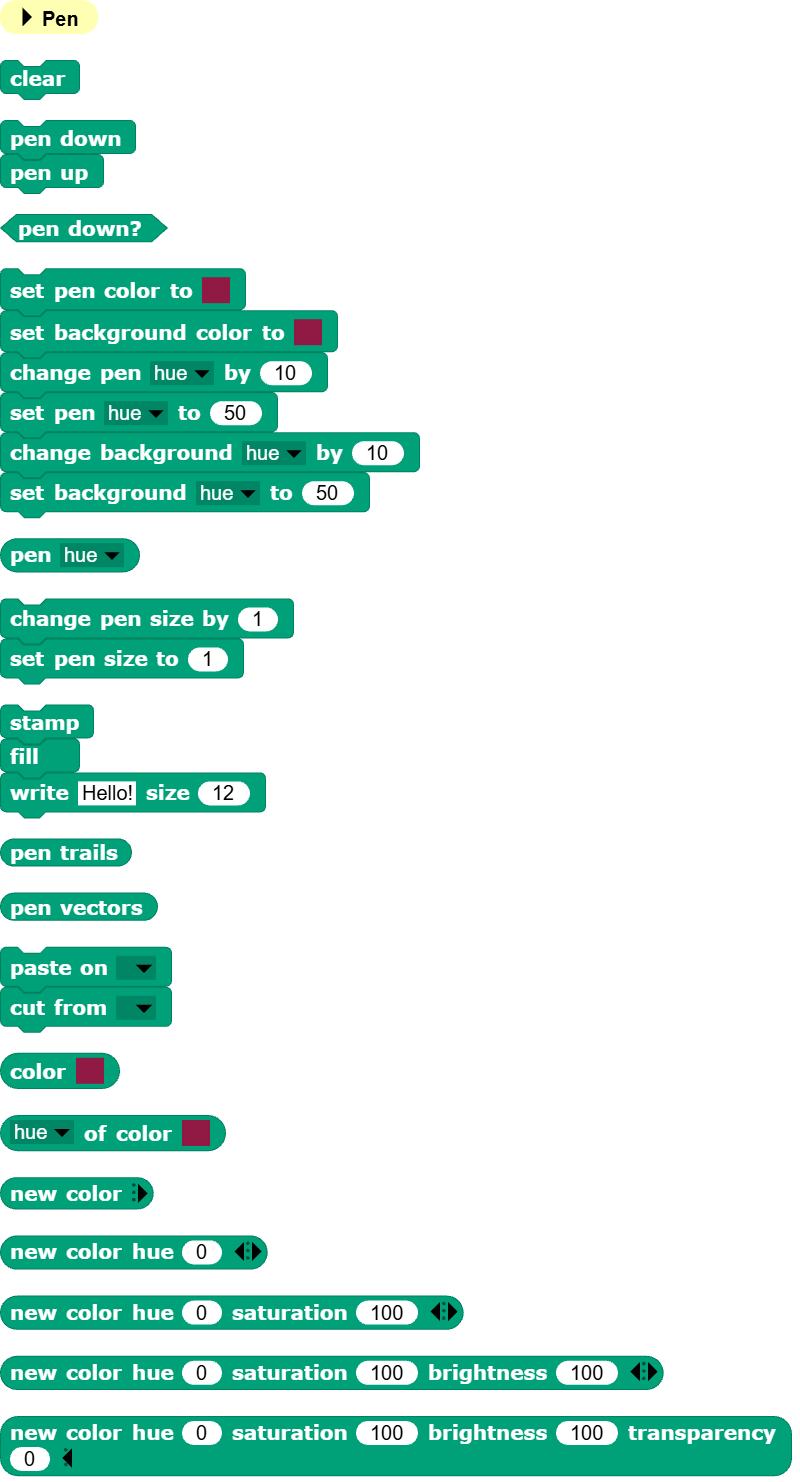 Pen
clear
pen down
pen up
pen down?
set pen color to
set background color to
change pen hue by 10
set pen hue to 50
change background hue by 10
set background hue to 50
pen hue
change pen size by 1
set pen size to 1
stamp
fill
write Hello! size 12
pen trails
pen vectors
paste on
cut from
color
hue of color
new color
new color hue 0
new color hue 0 saturation 100
new color hue 0 saturation 100 brightness 100
new color hue 0 saturation 100 brightness 100 transparency
0